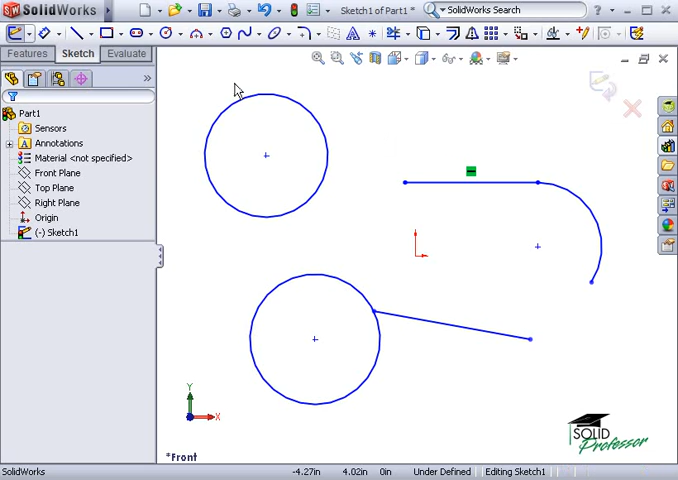 SW SolidWorks
Sketch1 of Part1 *
SolidWorks Search
Features
Sketch
Evaluate
Part1
Sensors
A Annotations
Material <not specified>
Front Plane
Top Plane
Right Plane
Origin
(-) Sketch1
Y
X
SOLID
Professor
*Front
SolidWorks
-4.27in
4.02in
0in
Under Defined
Editing Sketch1